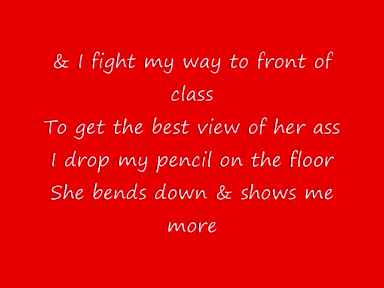 & I fight my way to front of
class
To get the best view of her ass
I drop my pencil on the floor
She bends down & shows me
more